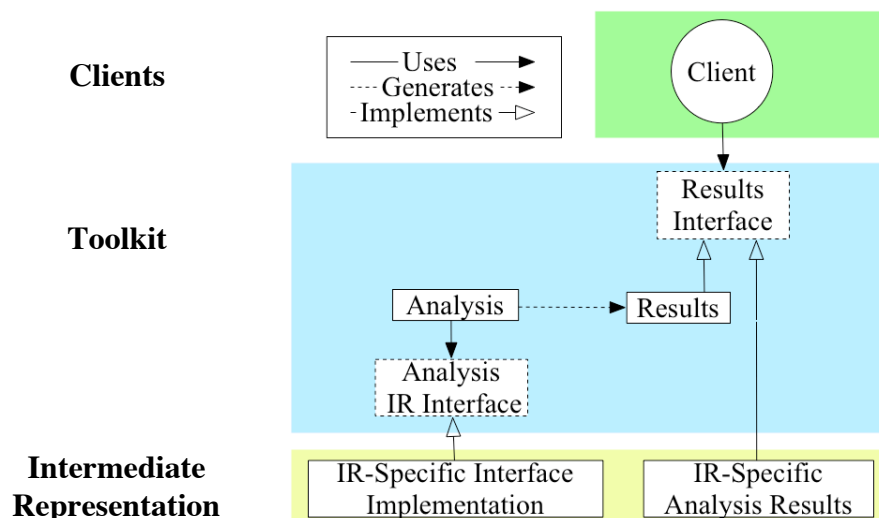 Clients
Uses
Generates
Implements
Client
Toolkit
Results
Interface
Analysis
Results
Analysis
IR Interface
Intermediate
Representation
IR-Specific Interface
Implementation
IR-Specific
Analysis Results